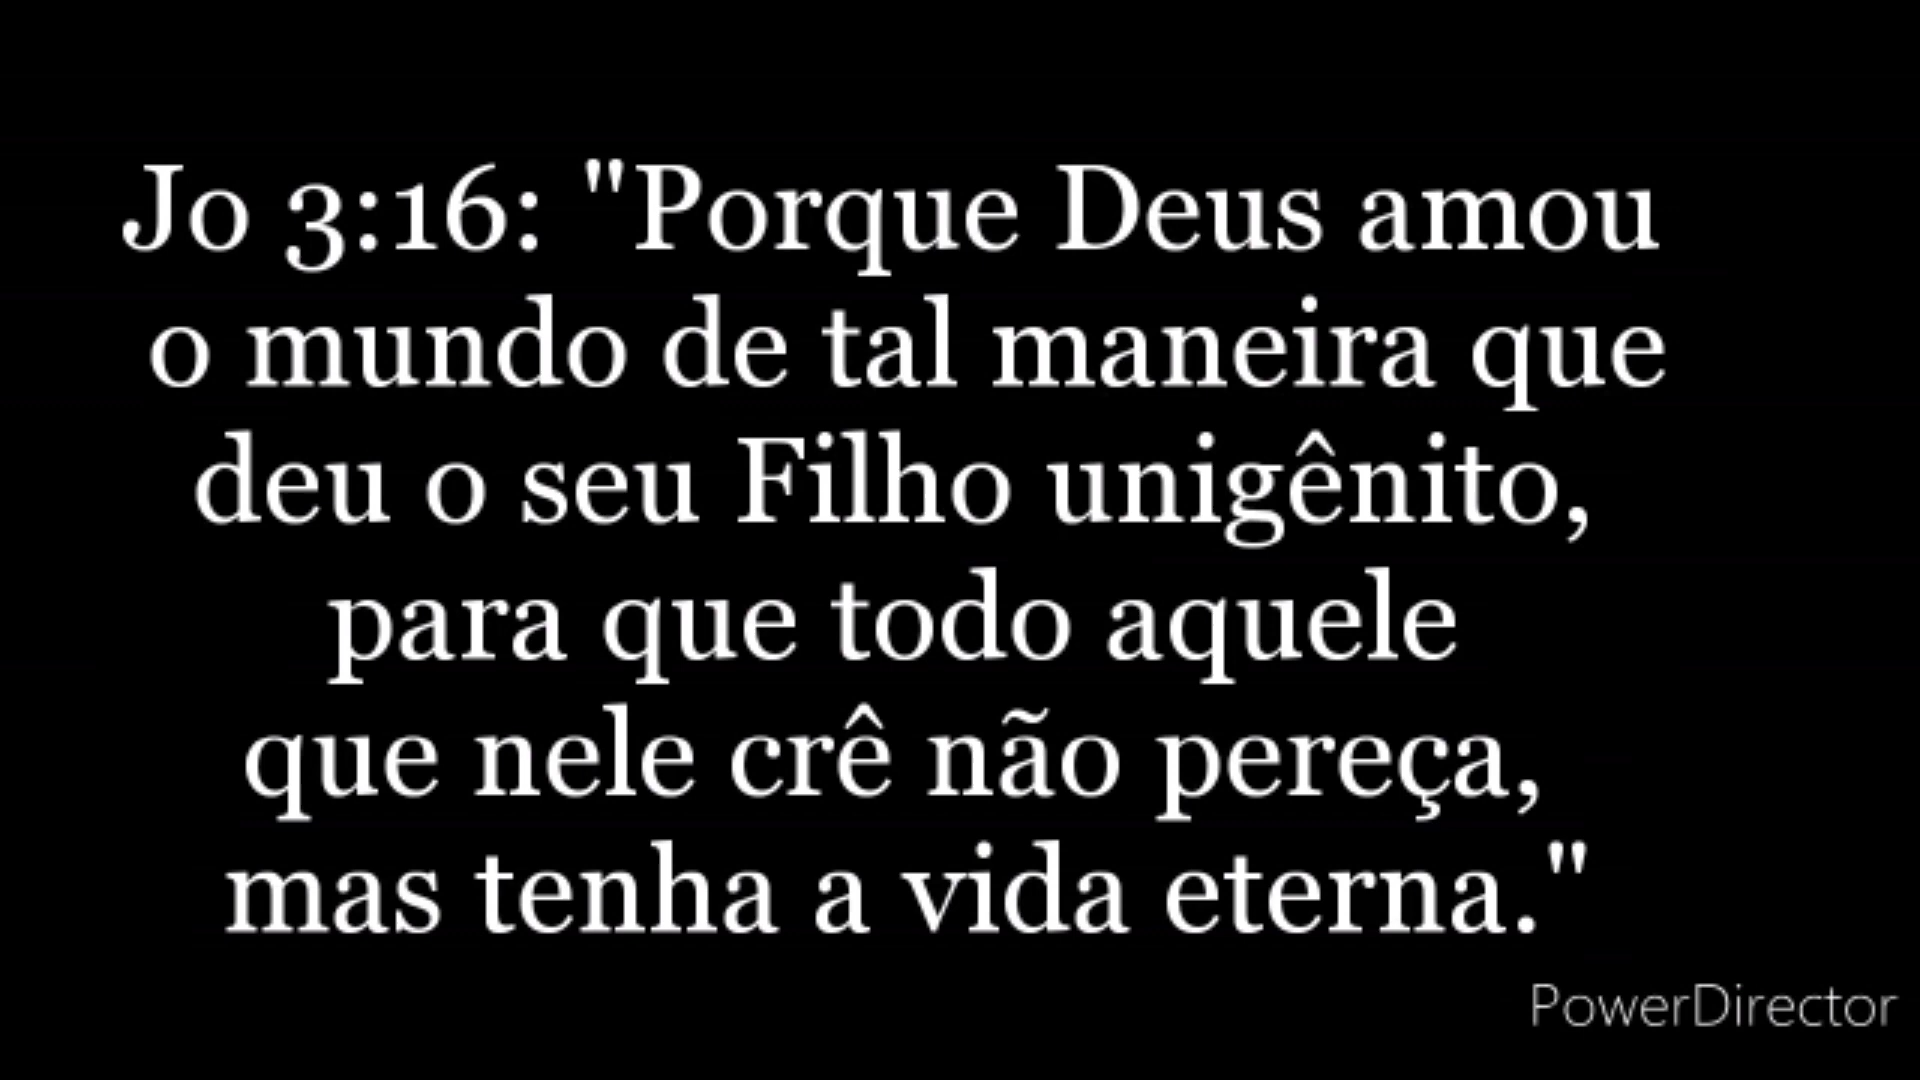 Jo 3:16: "Porque Deus amou
o mundo de tal maneira que
deu o seu Filho unigênito,
para que todo aquele
que nele crê não pereça,
mas tenha a vida eterna."
PowerDirector